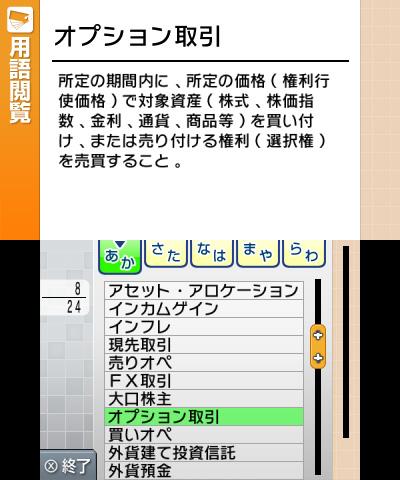 用語閲覧
オプション取引
所定の期間内に、所定の価格(権利行
使価格)で対象資産(株式、株価指
数、金利、通貨、商品等)を買い付
け、または売り付ける権利(選択権)
を売買すること。
あか さた なは まや らわ
8
24
アセット・アロケーション
インカムゲイン
インフレ
現先取引
売りオペ
FX取引
大口株主
オプション取引
買いオペ
外貨建て投資信託
外貨預金
Ⓧ終了